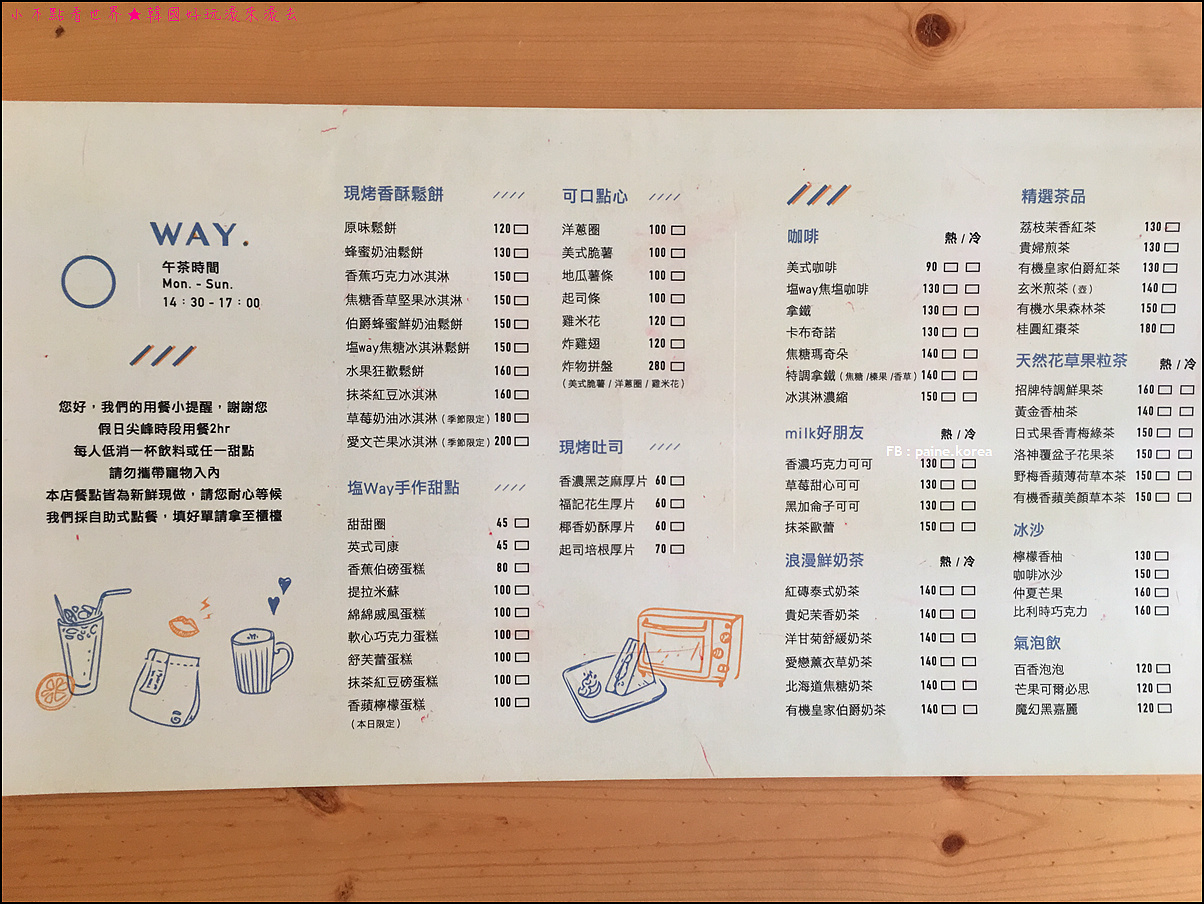 小不點看世界★韓國好玩滾來滾去
WAY.
午茶時間
Mon. - Sun.
14：30 - 17：00
您好，我們的用餐小提醒，謝謝您
假日尖峰時段用餐2hr
每人低消一杯飲料或任一甜點
請勿攜帶寵物入內
本店餐點皆為新鮮現做，請您耐心等候
我們採自助式點餐，填好單請拿至櫃檯
現烤香酥鬆餅
原味鬆餅 120
蜂蜜奶油鬆餅 130
香蕉巧克力冰淇淋 150
焦糖香草堅果冰淇淋 150
伯爵蜂蜜鮮奶油鬆餅 150
塩way焦糖冰淇淋鬆餅 150
水果狂歡鬆餅 160
抹茶紅豆冰淇淋 160
草莓奶油冰淇淋（季節限定）180
愛文芒果冰淇淋（季節限定）200
塩Way手作甜點
甜甜圈 45
英式司康 45
香蕉伯磅蛋糕 80
提拉米蘇 100
綿綿戚風蛋糕 100
軟心巧克力蛋糕 100
舒芙蕾蛋糕 100
抹茶紅豆磅蛋糕 100
香蘋檸檬蛋糕 100
（本日限定）
可口點心
洋蔥圈 100
美式脆薯 100
地瓜薯條 100
起司條 100
雞米花 120
炸雞翅 120
炸物拼盤 280
（美式脆薯 / 洋蔥圈 / 雞米花）
現烤吐司
香濃黑芝麻厚片 60
福記花生厚片 60
椰香奶酥厚片 60
起司培根厚片 70
咖啡 熱 / 冷
美式咖啡 90
塩way焦塩咖啡 130
拿鐵 130
卡布奇諾 130
焦糖瑪奇朵 140
特調拿鐵（焦糖 /榛果 /香草）140
冰淇淋濃縮 150
milk好朋友 熱 / 冷
香濃巧克力可可 130
草莓甜心可可 130
黑加侖子可可 130
抹茶歐蕾 150
浪漫鮮奶茶 熱 / 冷
紅磚泰式奶茶 140
貴妃茉香奶茶 140
洋甘菊舒緩奶茶 140
愛戀薰衣草奶茶 140
北海道焦糖奶茶 140
有機皇家伯爵奶茶 140
精選茶品
荔枝茉香紅茶 130
貴婦煎茶 130
有機皇家伯爵紅茶 130
玄米煎茶（壺）140
有機水果森林茶 150
桂圓紅棗茶 180
天然花草果粒茶 熱 / 冷
招牌特調鮮果茶 160
黃金香柚茶 140
日式果香青梅綠茶 150
洛神覆盆子花果茶 150
野梅香蘋薄荷草本茶 150
有機香蘋美顏草本茶 150
冰沙
檸檬香柚 130
咖啡冰沙 150
仲夏芒果 160
比利時巧克力 160
氣泡飲
百香泡泡 120
芒果可爾必思 120
魔幻黑嘉麗 120
FB : paine.korea